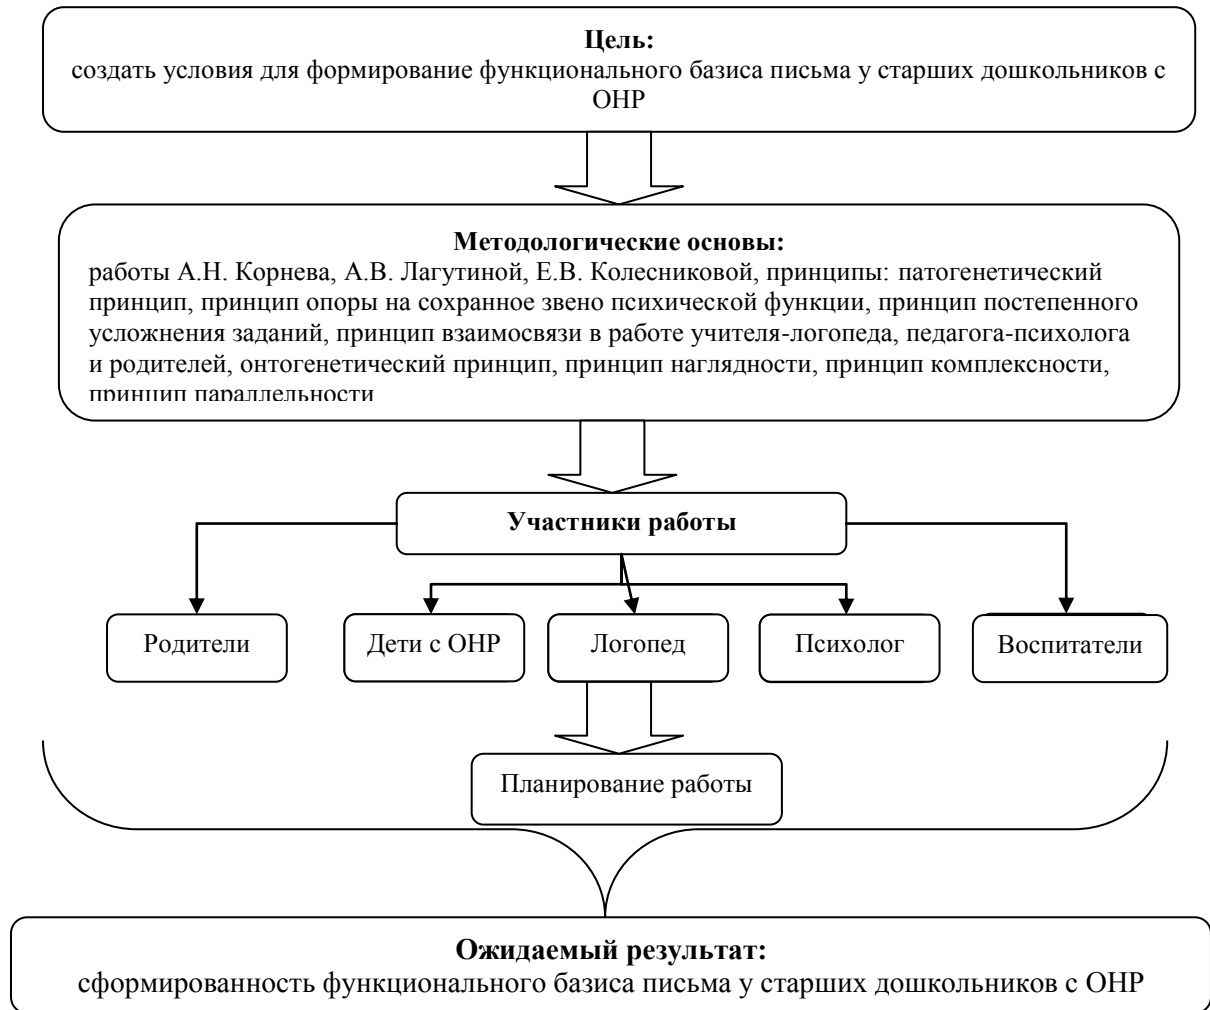 Цель:
создать условия для формирование функционального базиса письма у старших дошкольников с
ОНР
Методологические основы:
работы А.Н. Корнева, А.В. Лагутиной, Е.В. Колесниковой, принципы: патогенетический
принцип, принцип опоры на сохранное звено психической функции, принцип постепенного
усложнения заданий, принцип взаимосвязи в работе учителя-логопеда, педагога-психолога
и родителей, онтогенетический принцип, принцип наглядности, принцип комплексности,
принцип параллельности
Участники работы
Родители
Дети с ОНР
Логопед
Психолог
Воспитатели
Планирование работы
Ожидаемый результат:
сформированность функционального базиса письма у старших дошкольников с ОНР